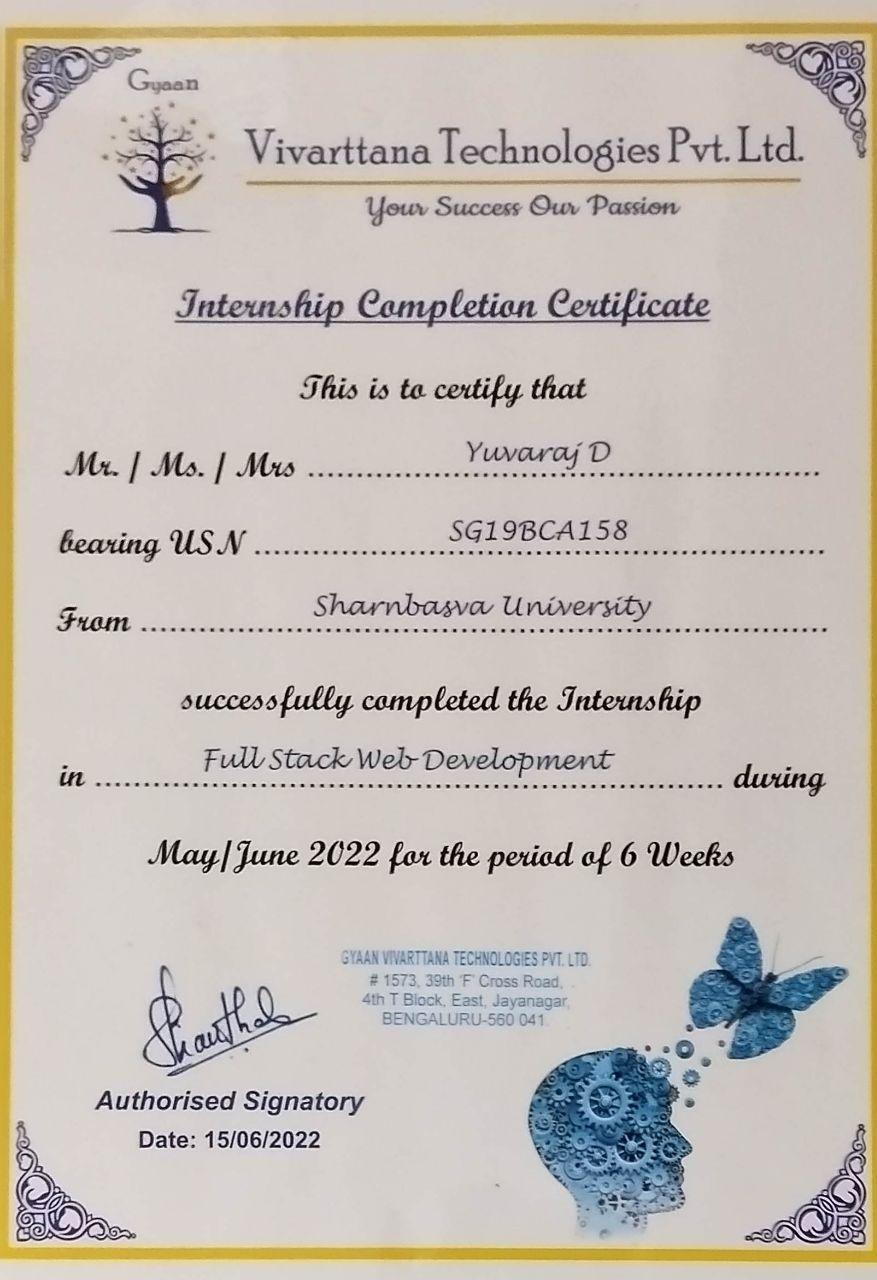 Gyaan
Vivarttana Technologies Pvt. Ltd.
Your Success Our Passion
Internship Completion Certificate
This is to certify that
Mr. / Ms. / Mrs ........ Yuvaraj D ........
bearing USN ........ SG19BCA158 ........
From ........ Sharnbasva University ........
successfully completed the Internship
in ........ Full Stack Web Development ........ during
May/June 2022 for the period of 6 Weeks
GYAAN VIVARTTANA TECHNOLOGIES PVT. LTD.
# 1573, 39th 'F' Cross Road,
4th T Block, East, Jayanagar,
BENGALURU-560 041.
Authorised Signatory
Date: 15/06/2022